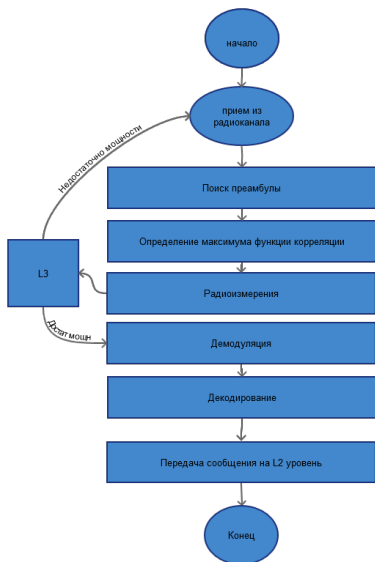 начало
прием из
радиоканала
Недостаточно мощности
Поиск преамбулы
Определение максимума функции корреляции
L3
Радиоизмерения
Достат мощн
Демодуляция
Декодирование
Передача сообщения на L2 уровень
Конец